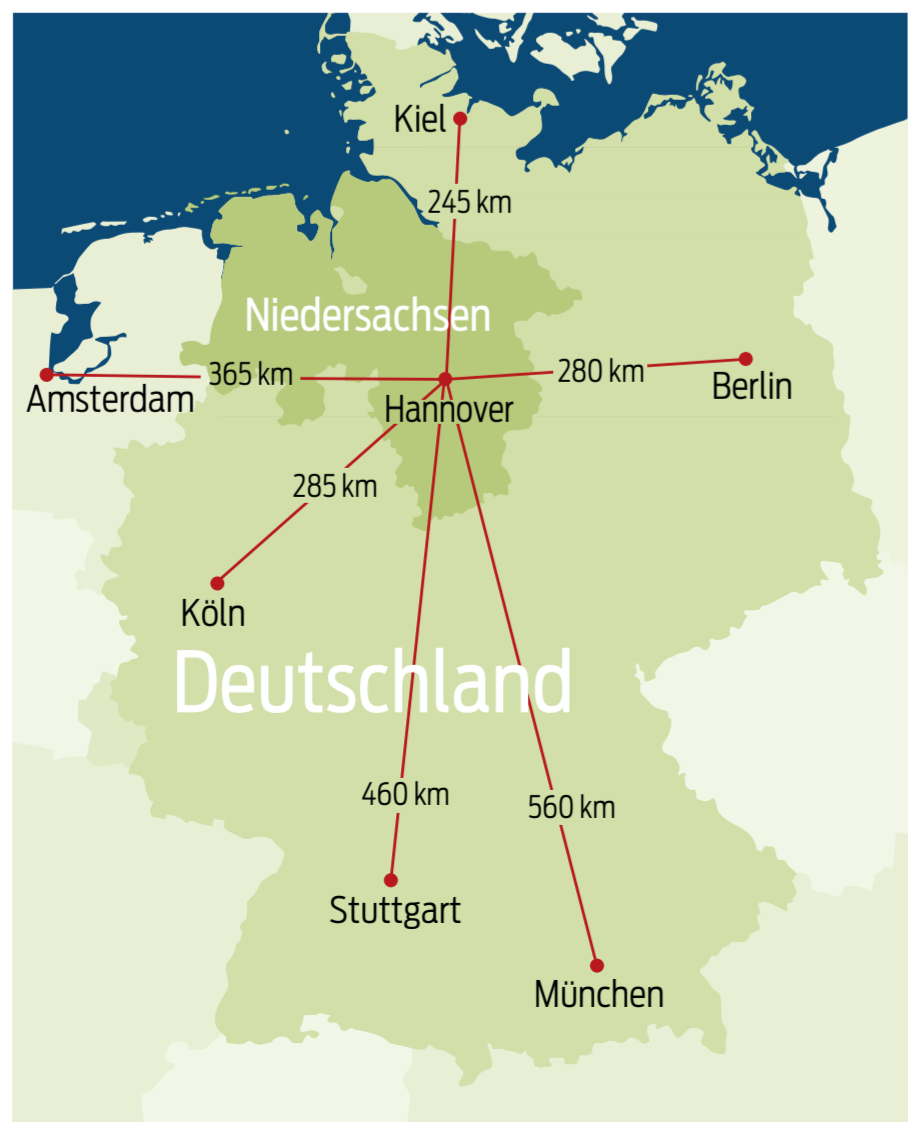 Kiel
245 km
Niedersachsen
365 km
280 km
Amsterdam
Berlin
Hannover
285 km
Köln
Deutschland
460 km
560 km
Stuttgart
München